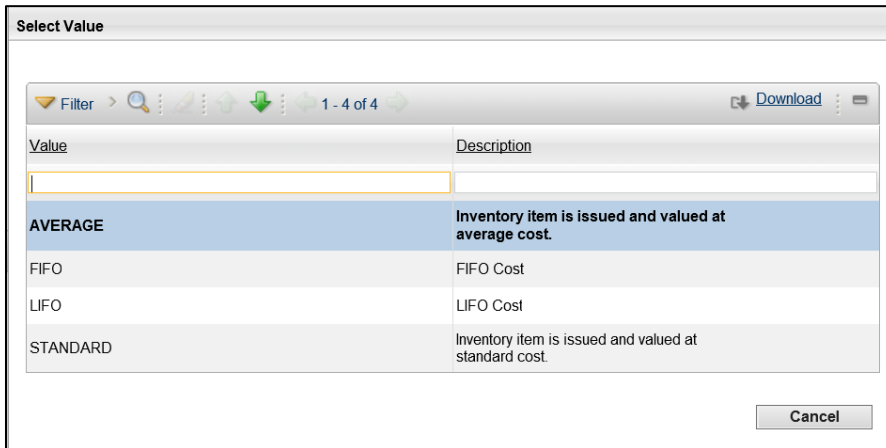 Select Value
Filter 1 - 4 of 4 Download
Value Description
AVERAGE Inventory item is issued and valued at
average cost.
FIFO FIFO Cost
LIFO LIFO Cost
STANDARD Inventory item is issued and valued at
standard cost.
Cancel